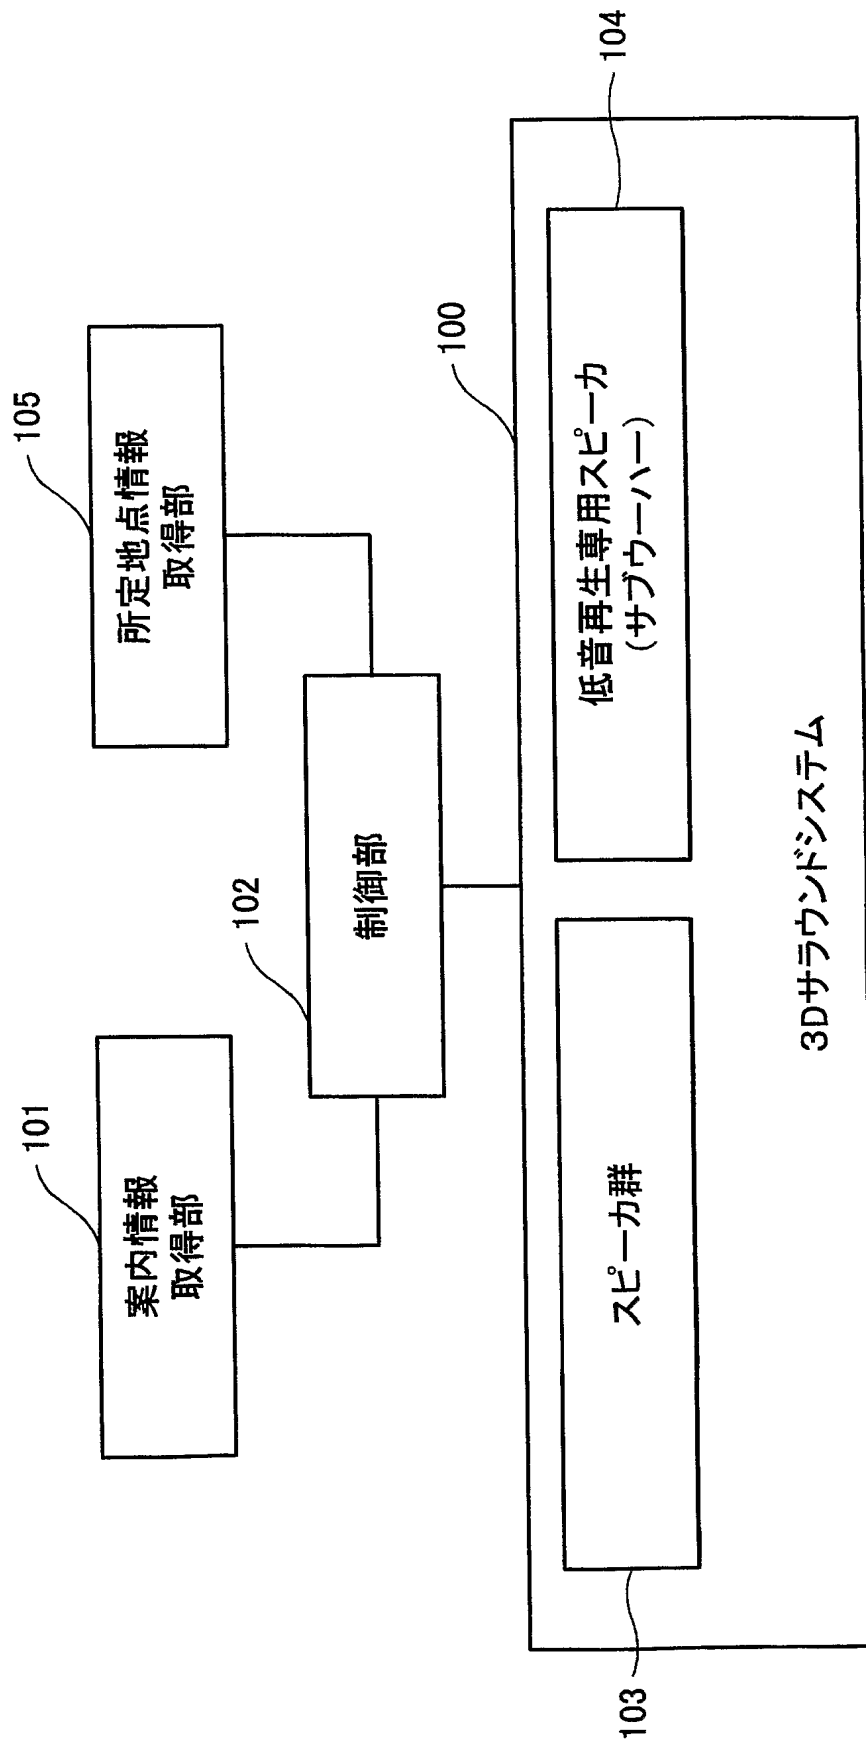 101
案内情報
取得部
105
所定地点情報
取得部
102
制御部
100
103
スピーカ群
104
低音再生専用スピーカ
(サブウーハー)
3Dサラウンドシステム